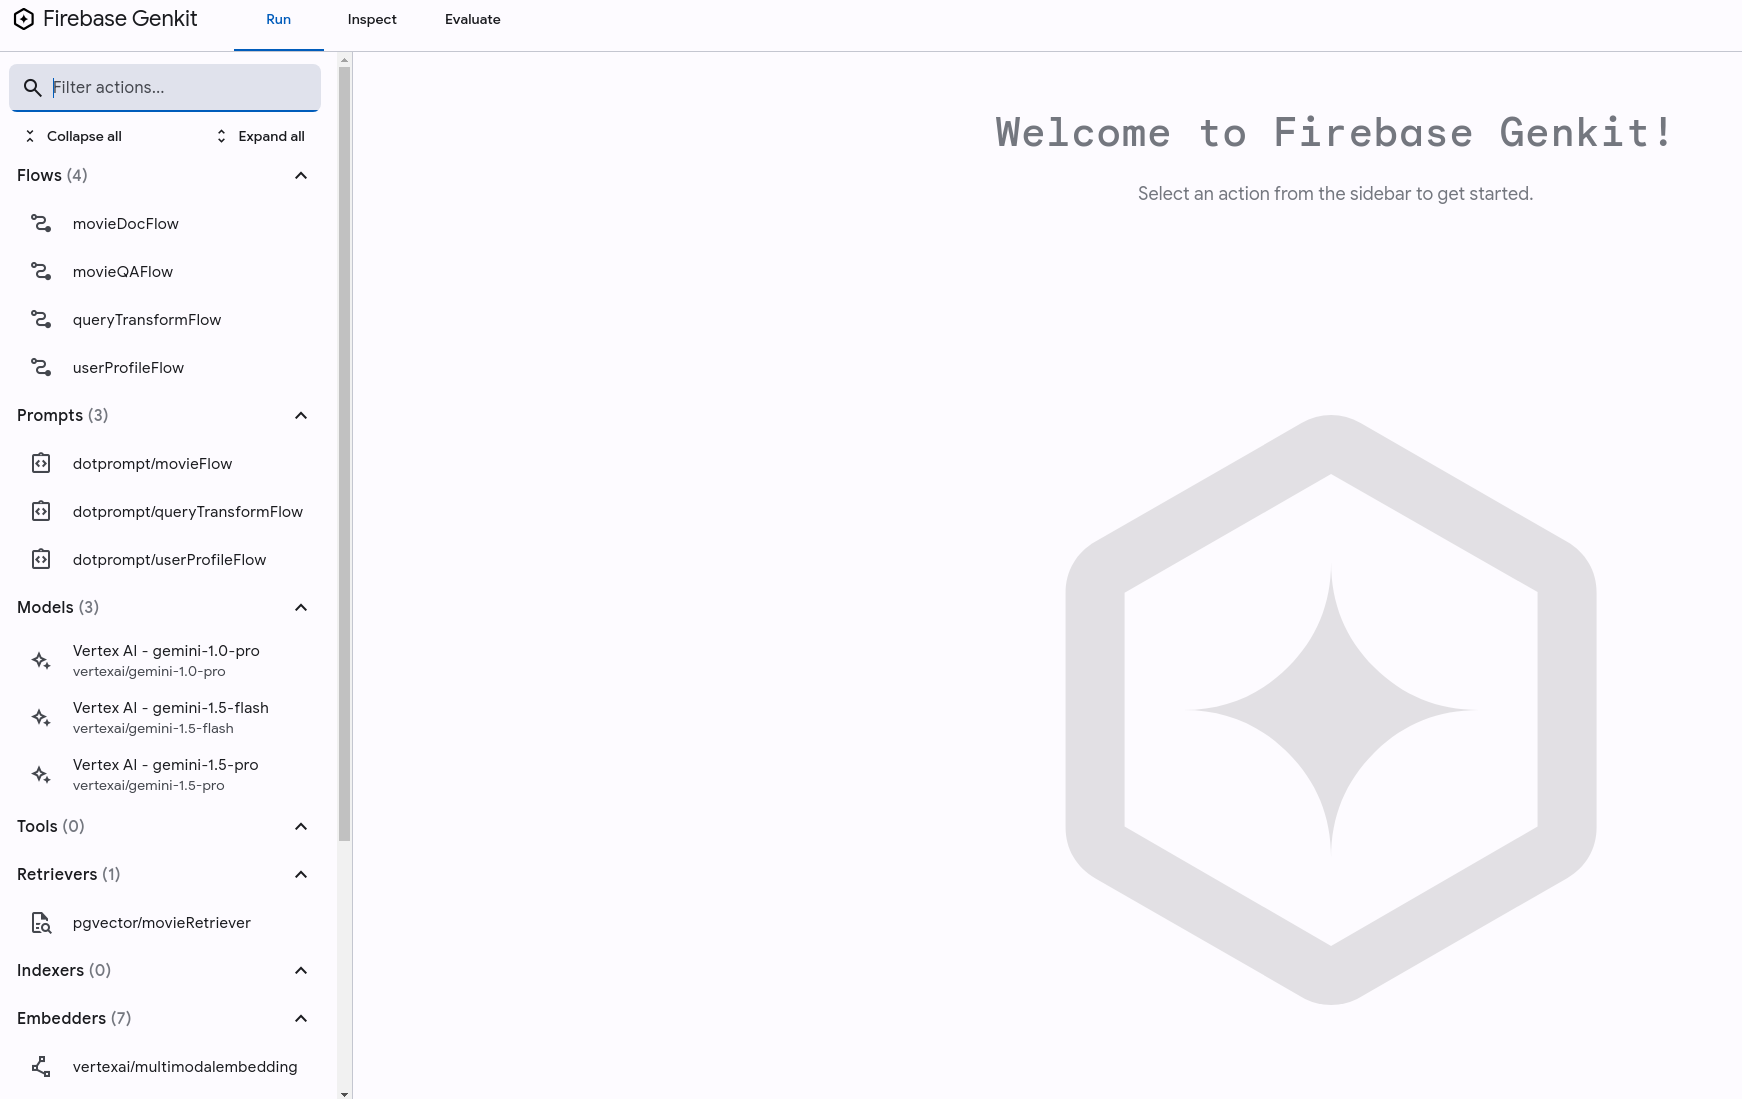 Firebase Genkit
Run
Inspect
Evaluate
Filter actions...
Collapse all
Expand all
Flows (4)
movieDocFlow
movieQAFlow
queryTransformFlow
userProfileFlow
Prompts (3)
dotprompt/movieFlow
dotprompt/queryTransformFlow
dotprompt/userProfileFlow
Models (3)
Vertex AI - gemini-1.0-pro
vertexai/gemini-1.0-pro
Vertex AI - gemini-1.5-flash
vertexai/gemini-1.5-flash
Vertex AI - gemini-1.5-pro
vertexai/gemini-1.5-pro
Tools (0)
Retrievers (1)
pgvector/movieRetriever
Indexers (0)
Embedders (7)
vertexai/multimodalembedding
Welcome to Firebase Genkit!
Select an action from the sidebar to get started.